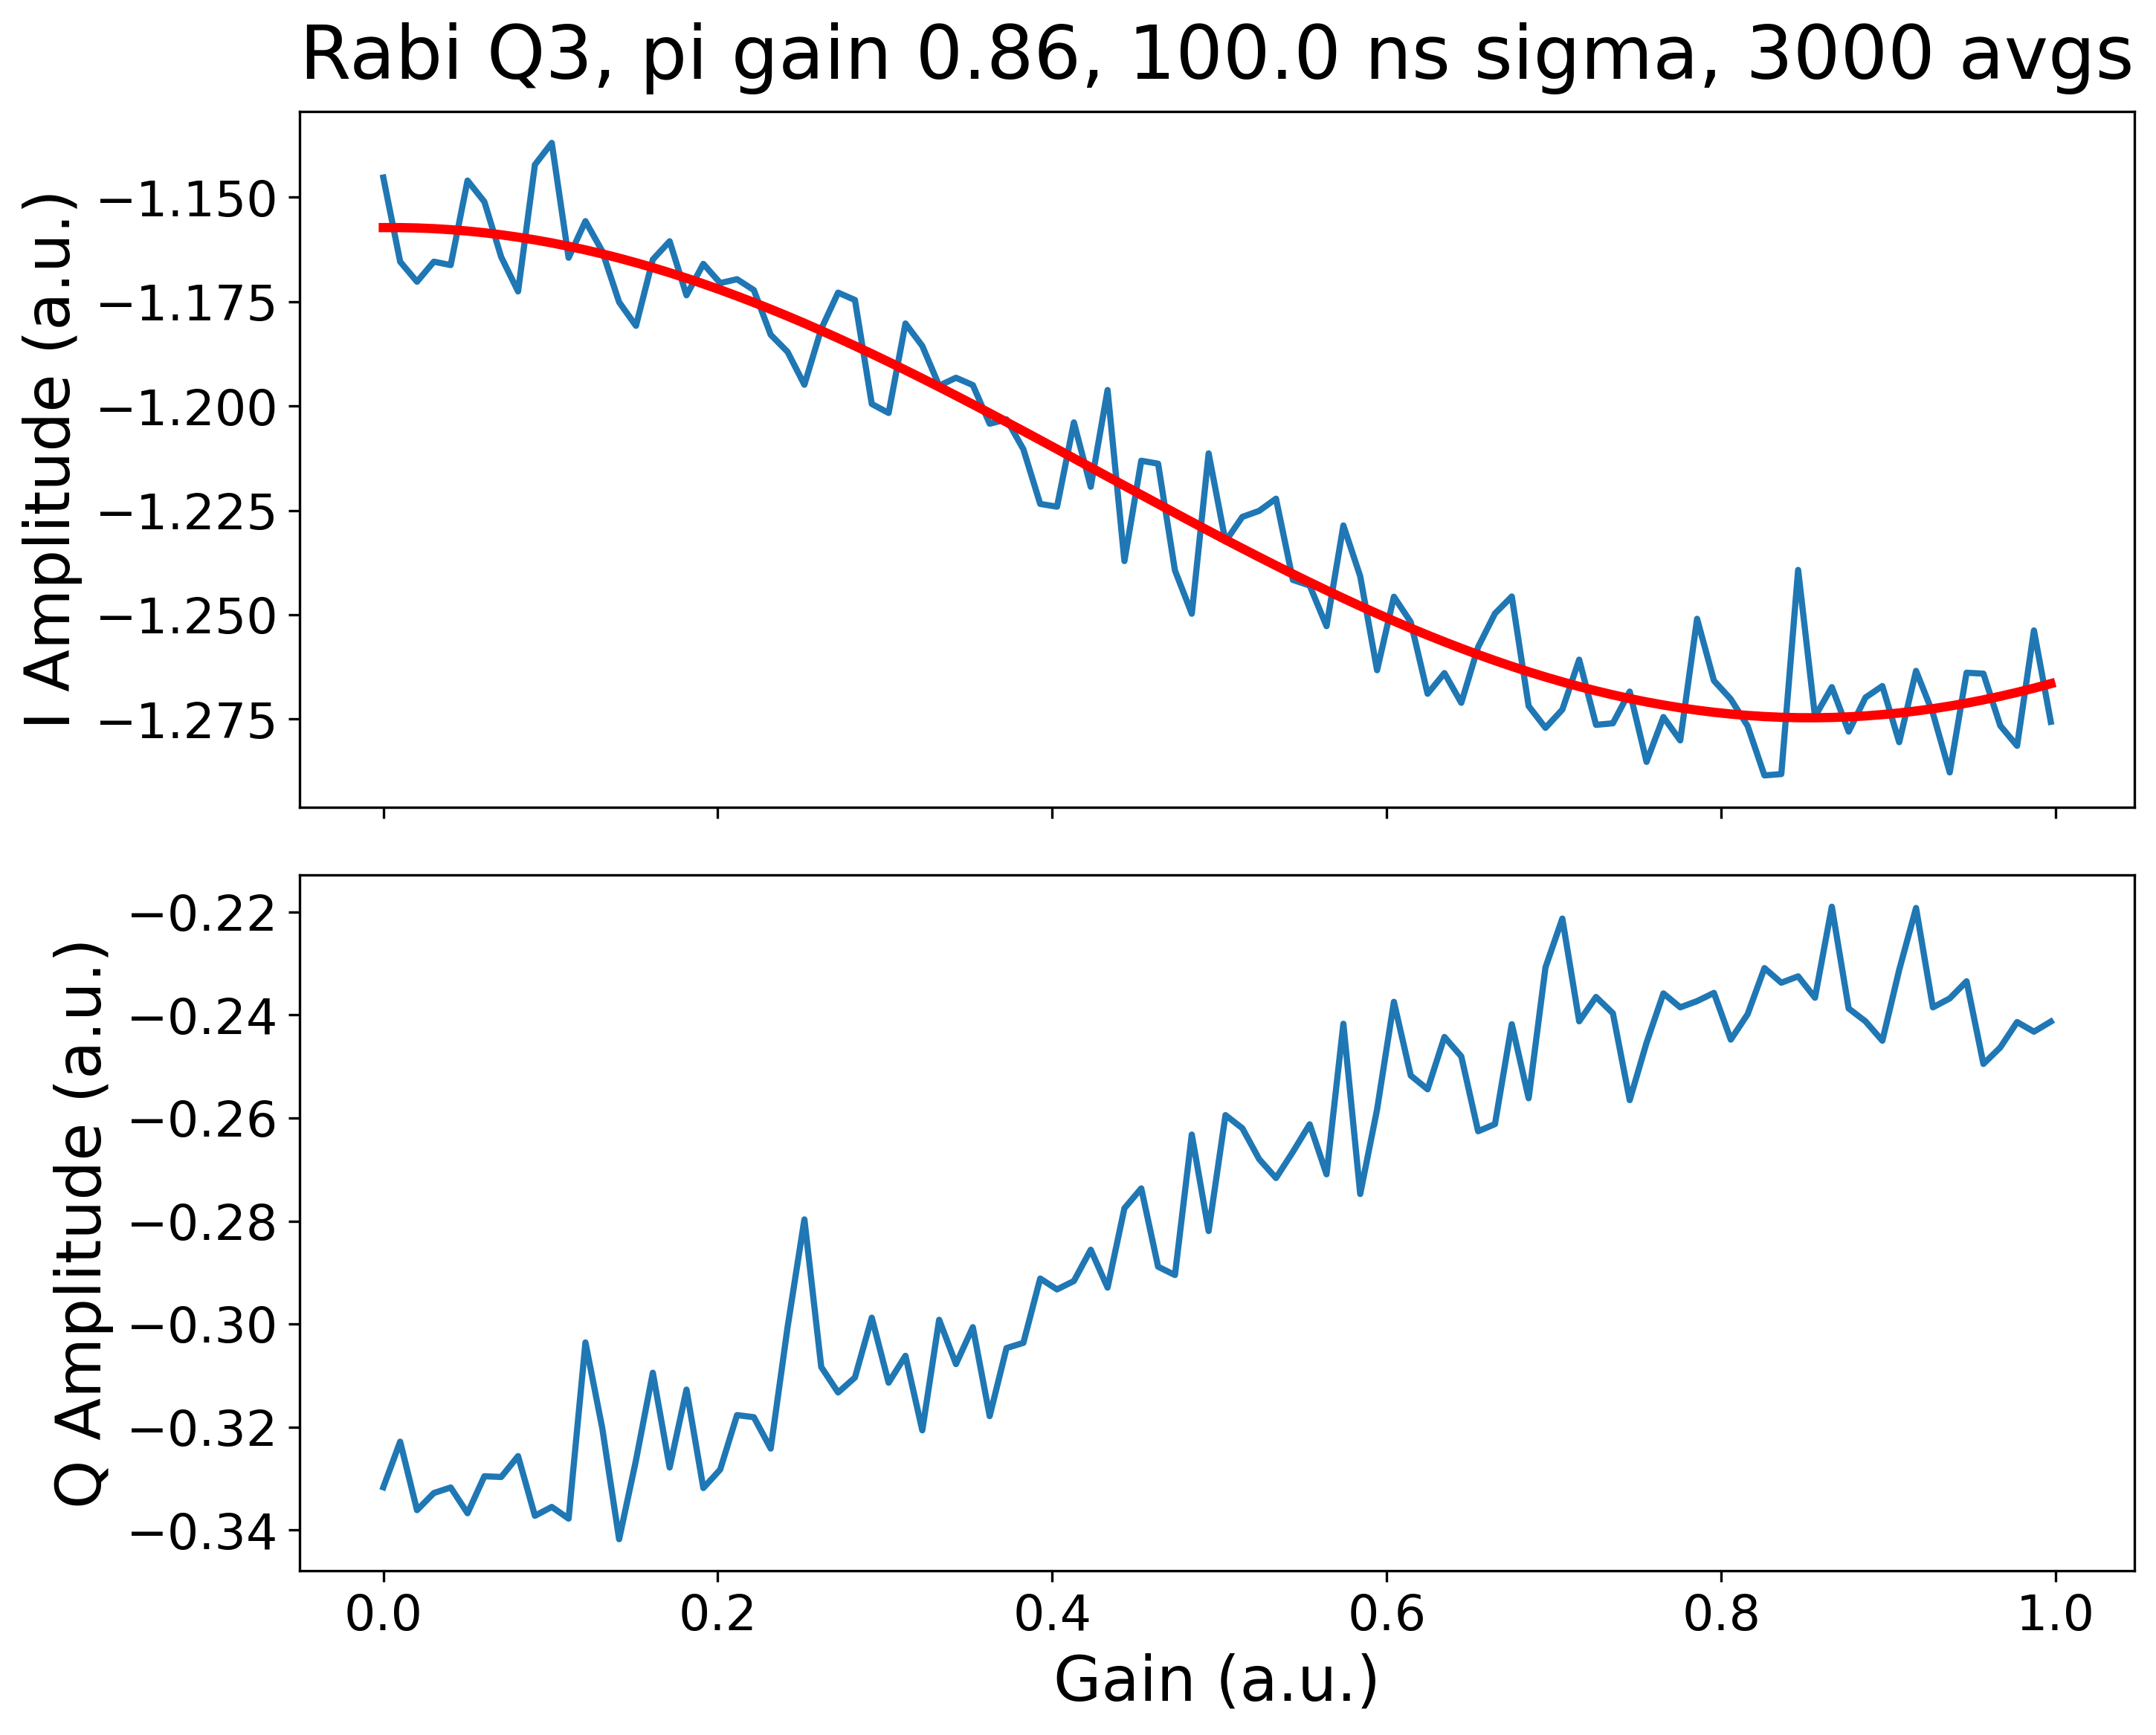 Rabi Q3, pi gain 0.86, 100.0 ns sigma, 3000 avgs
I Amplitude (a.u.)
−1.150
−1.175
−1.200
−1.225
−1.250
−1.275
Q Amplitude (a.u.)
−0.22
−0.24
−0.26
−0.28
−0.30
−0.32
−0.34
0.0 0.2 0.4 0.6 0.8 1.0
Gain (a.u.)